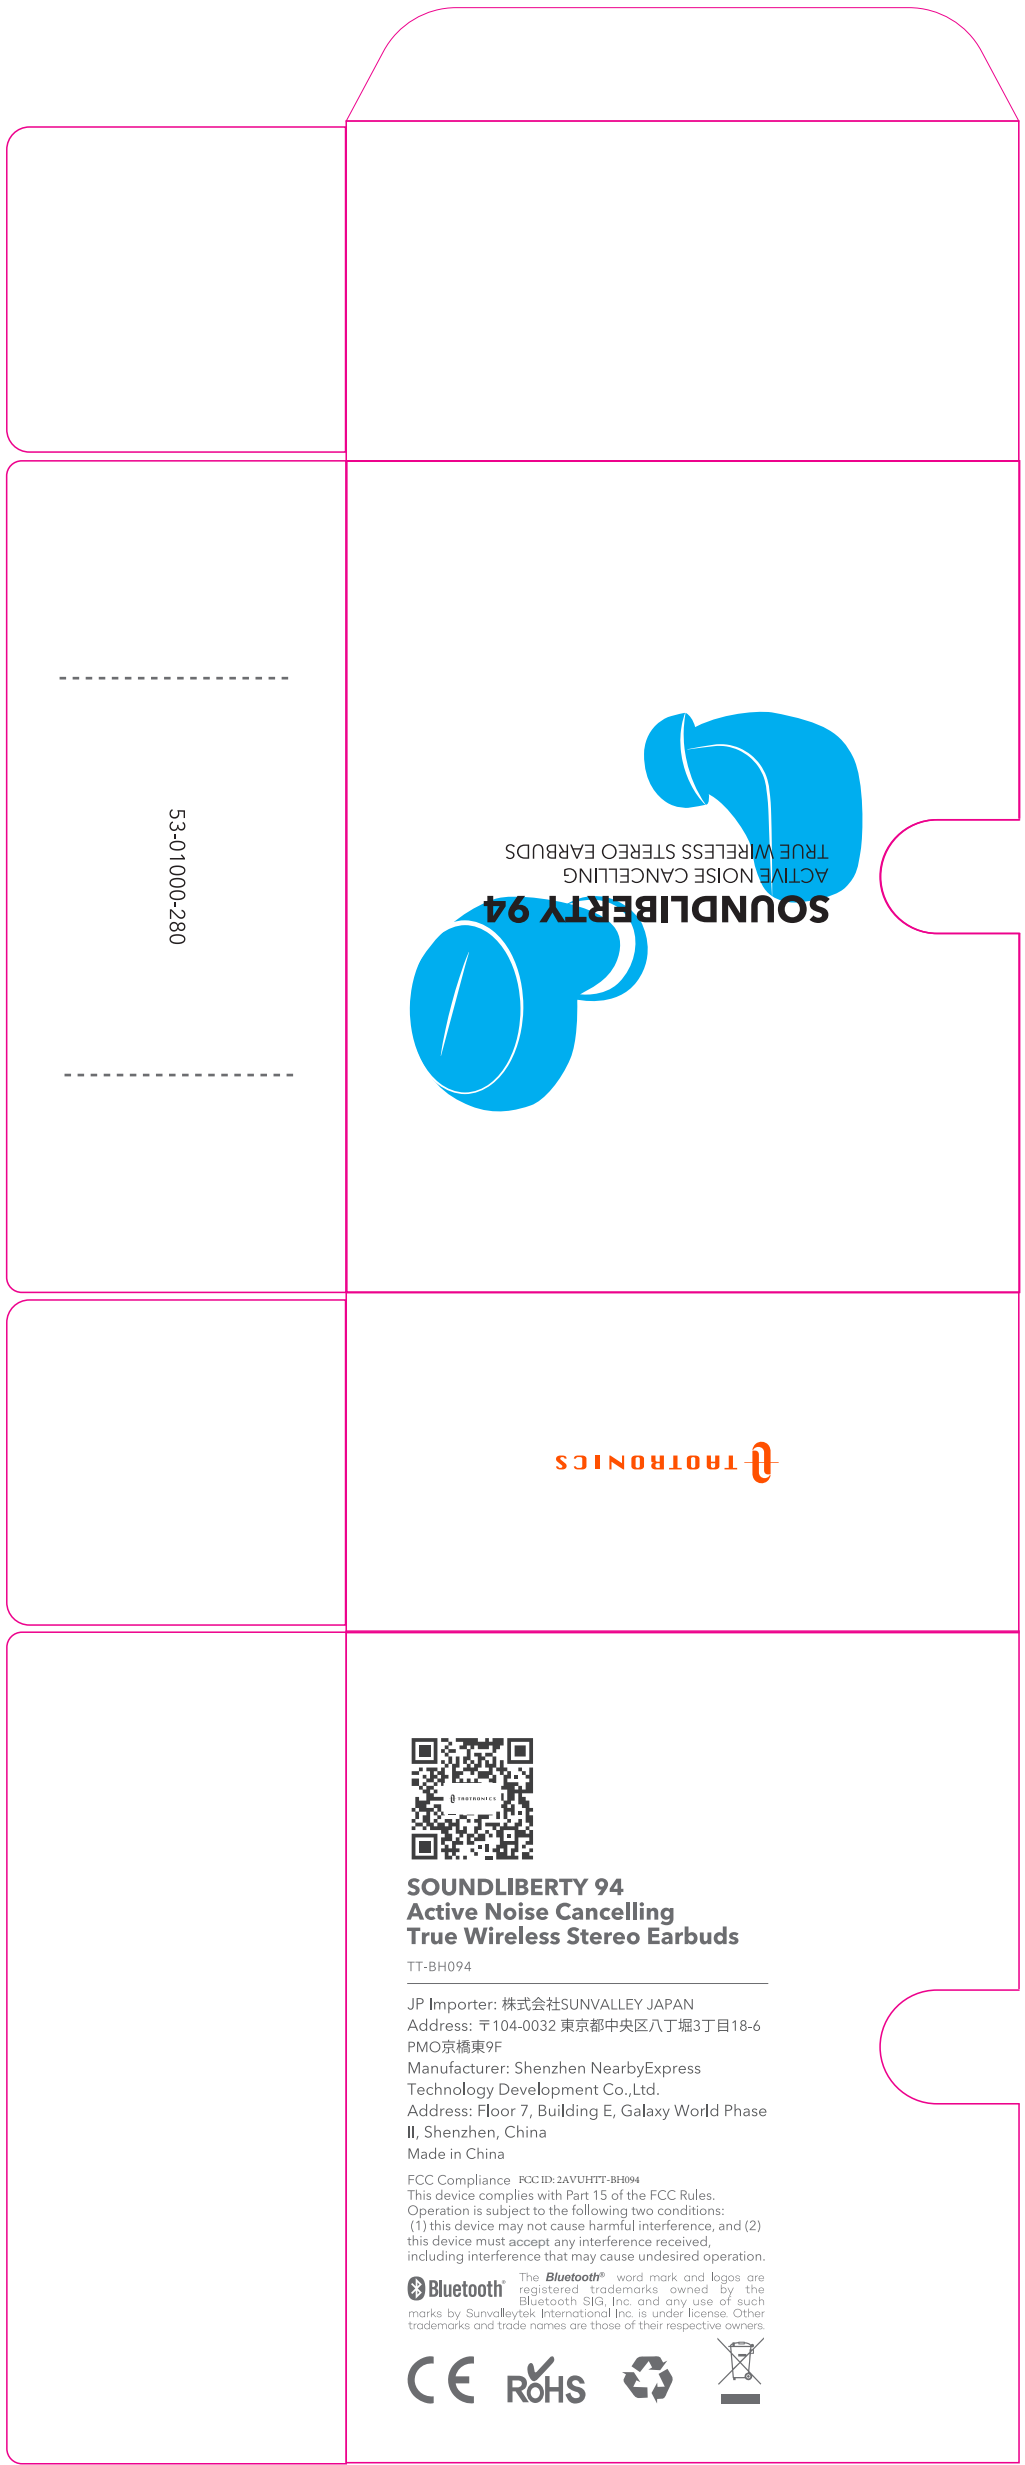 53-01000-280
SOUNDLIBERTY 94
ACTIVE NOISE CANCELLING
TRUE WIRELESS STEREO EARBUDS
TAOTRONICS
TAOTRONICS
SOUNDLIBERTY 94
Active Noise Cancelling
True Wireless Stereo Earbuds
TT-BH094
JP Importer: 株式会社SUNVALLEY JAPAN
Address: 〒104-0032 東京都中央区八丁堀3丁目18-6
PMO京橋東9F
Manufacturer: Shenzhen NearbyExpress
Technology Development Co.,Ltd.
Address: Floor 7, Building E, Galaxy World Phase
II, Shenzhen, China
Made in China
FCC Compliance FCC ID: 2AVUHTT-BH094
This device complies with Part 15 of the FCC Rules.
Operation is subject to the following two conditions:
(1) this device may not cause harmful interference, and (2)
this device must accept any interference received,
including interference that may cause undesired operation.
Bluetooth®
The Bluetooth® word mark and logos are
registered trademarks owned by the
Bluetooth SIG, Inc. and any use of such
marks by Sunvalleytek International Inc. is under license. Other
trademarks and trade names are those of their respective owners.
CE RoHS